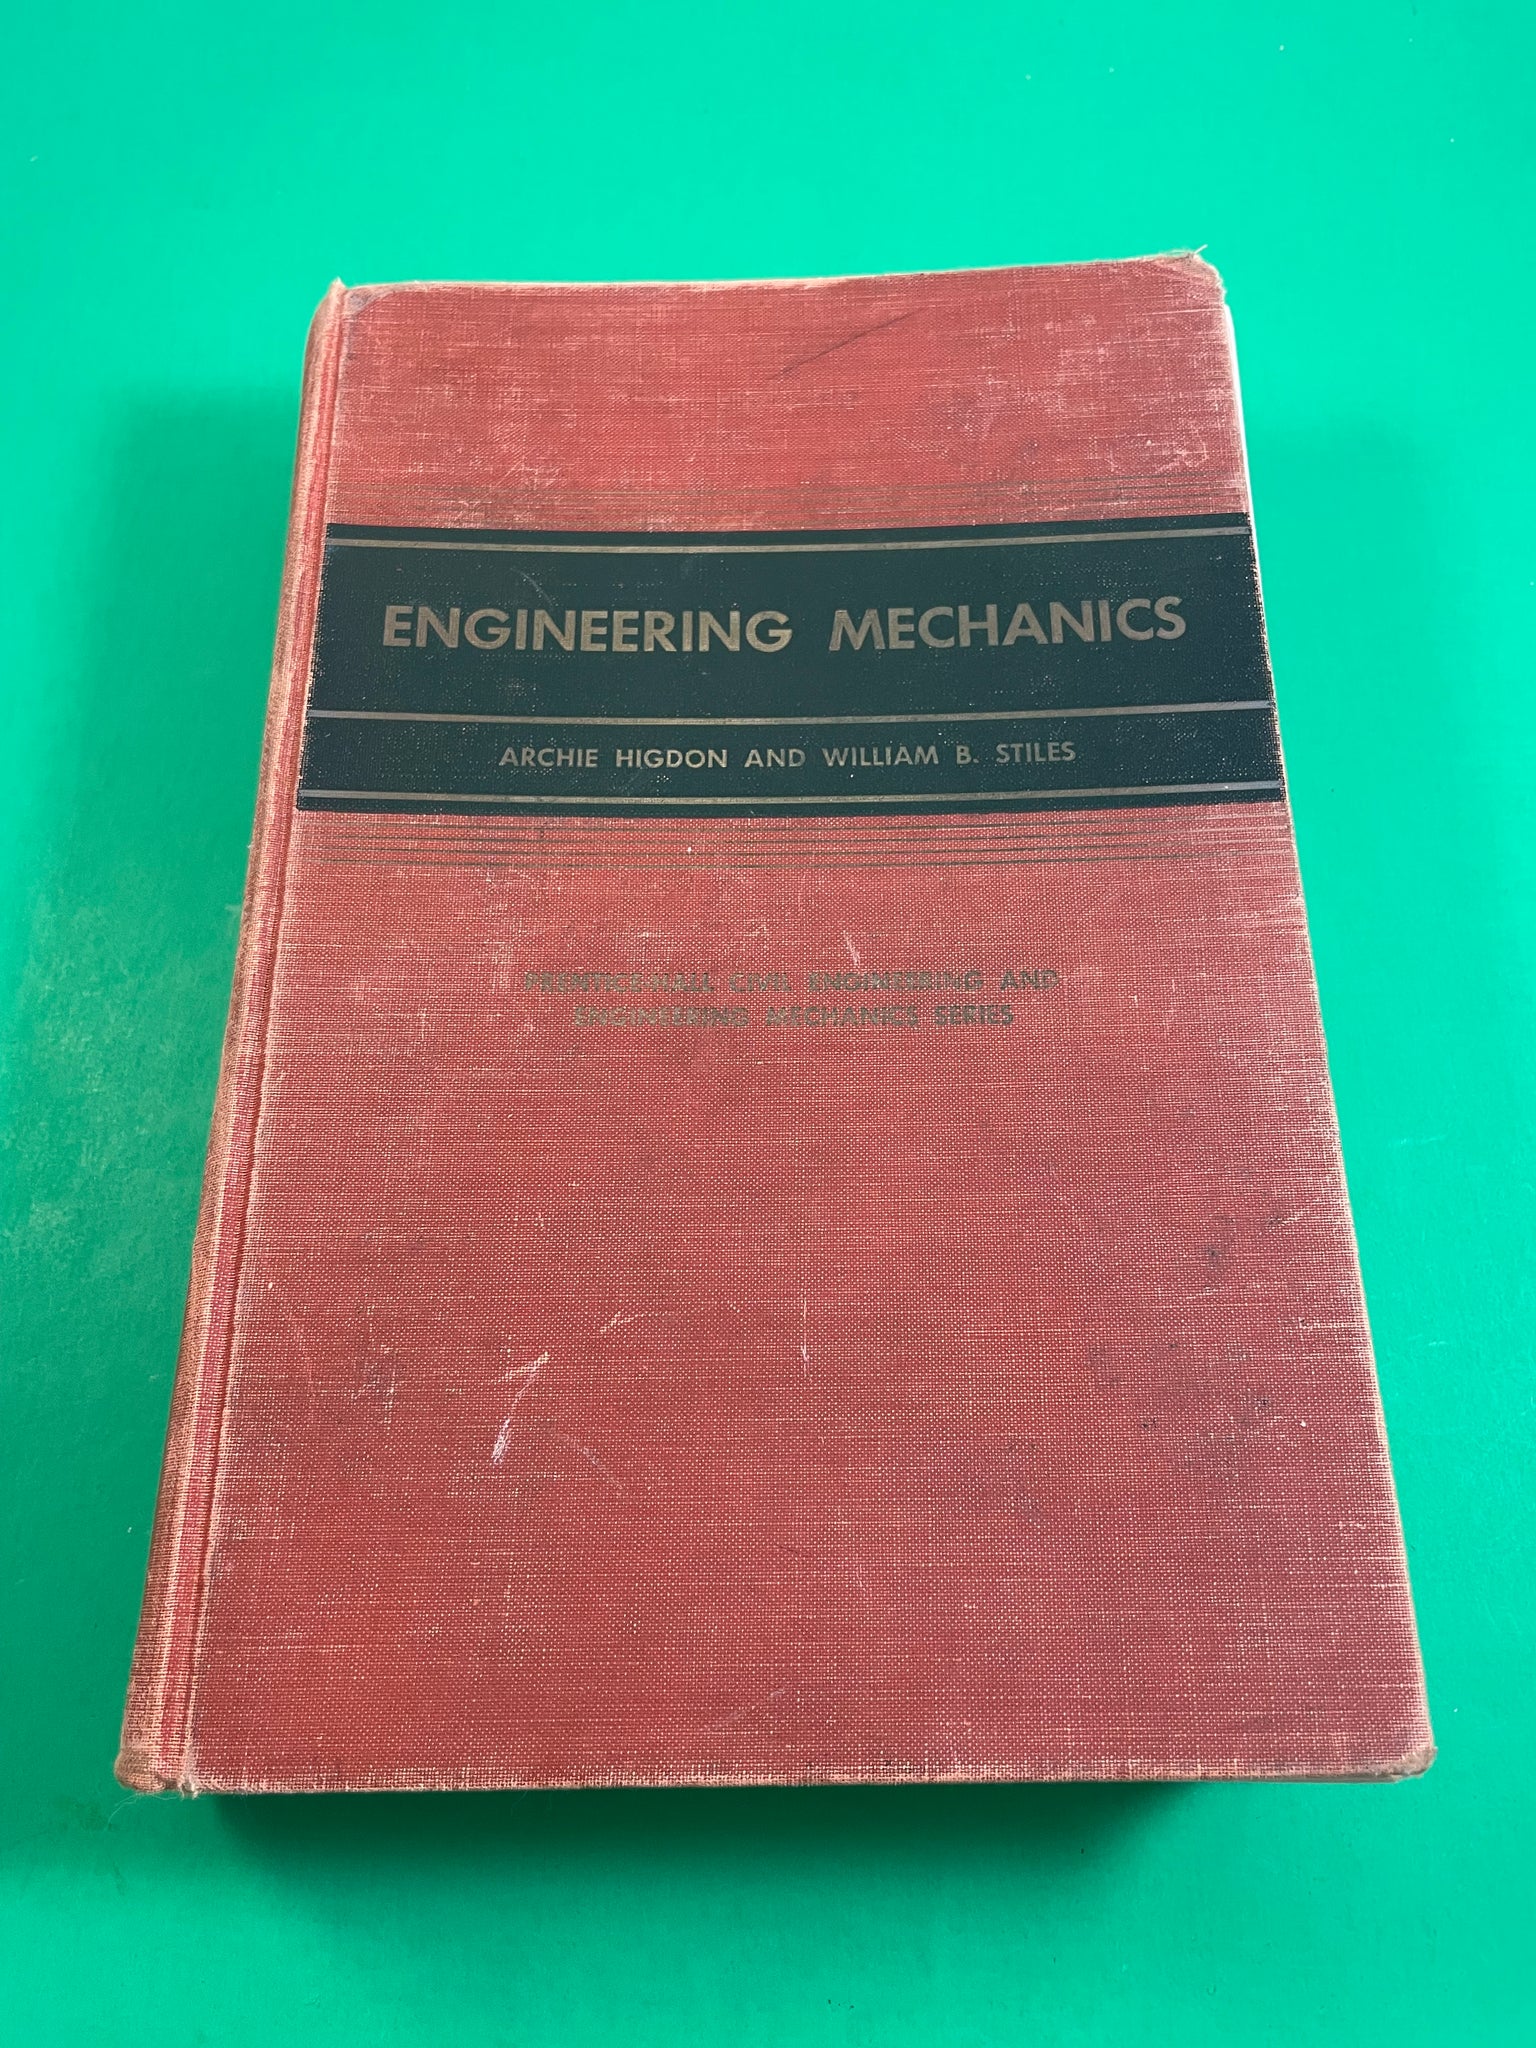 ENGINEERING MECHANICS
ARCHIE HIGDON AND WILLIAM B. STILES
PRENTICE-HALL CIVIL ENGINEERING AND
ENGINEERING MECHANICS SERIES